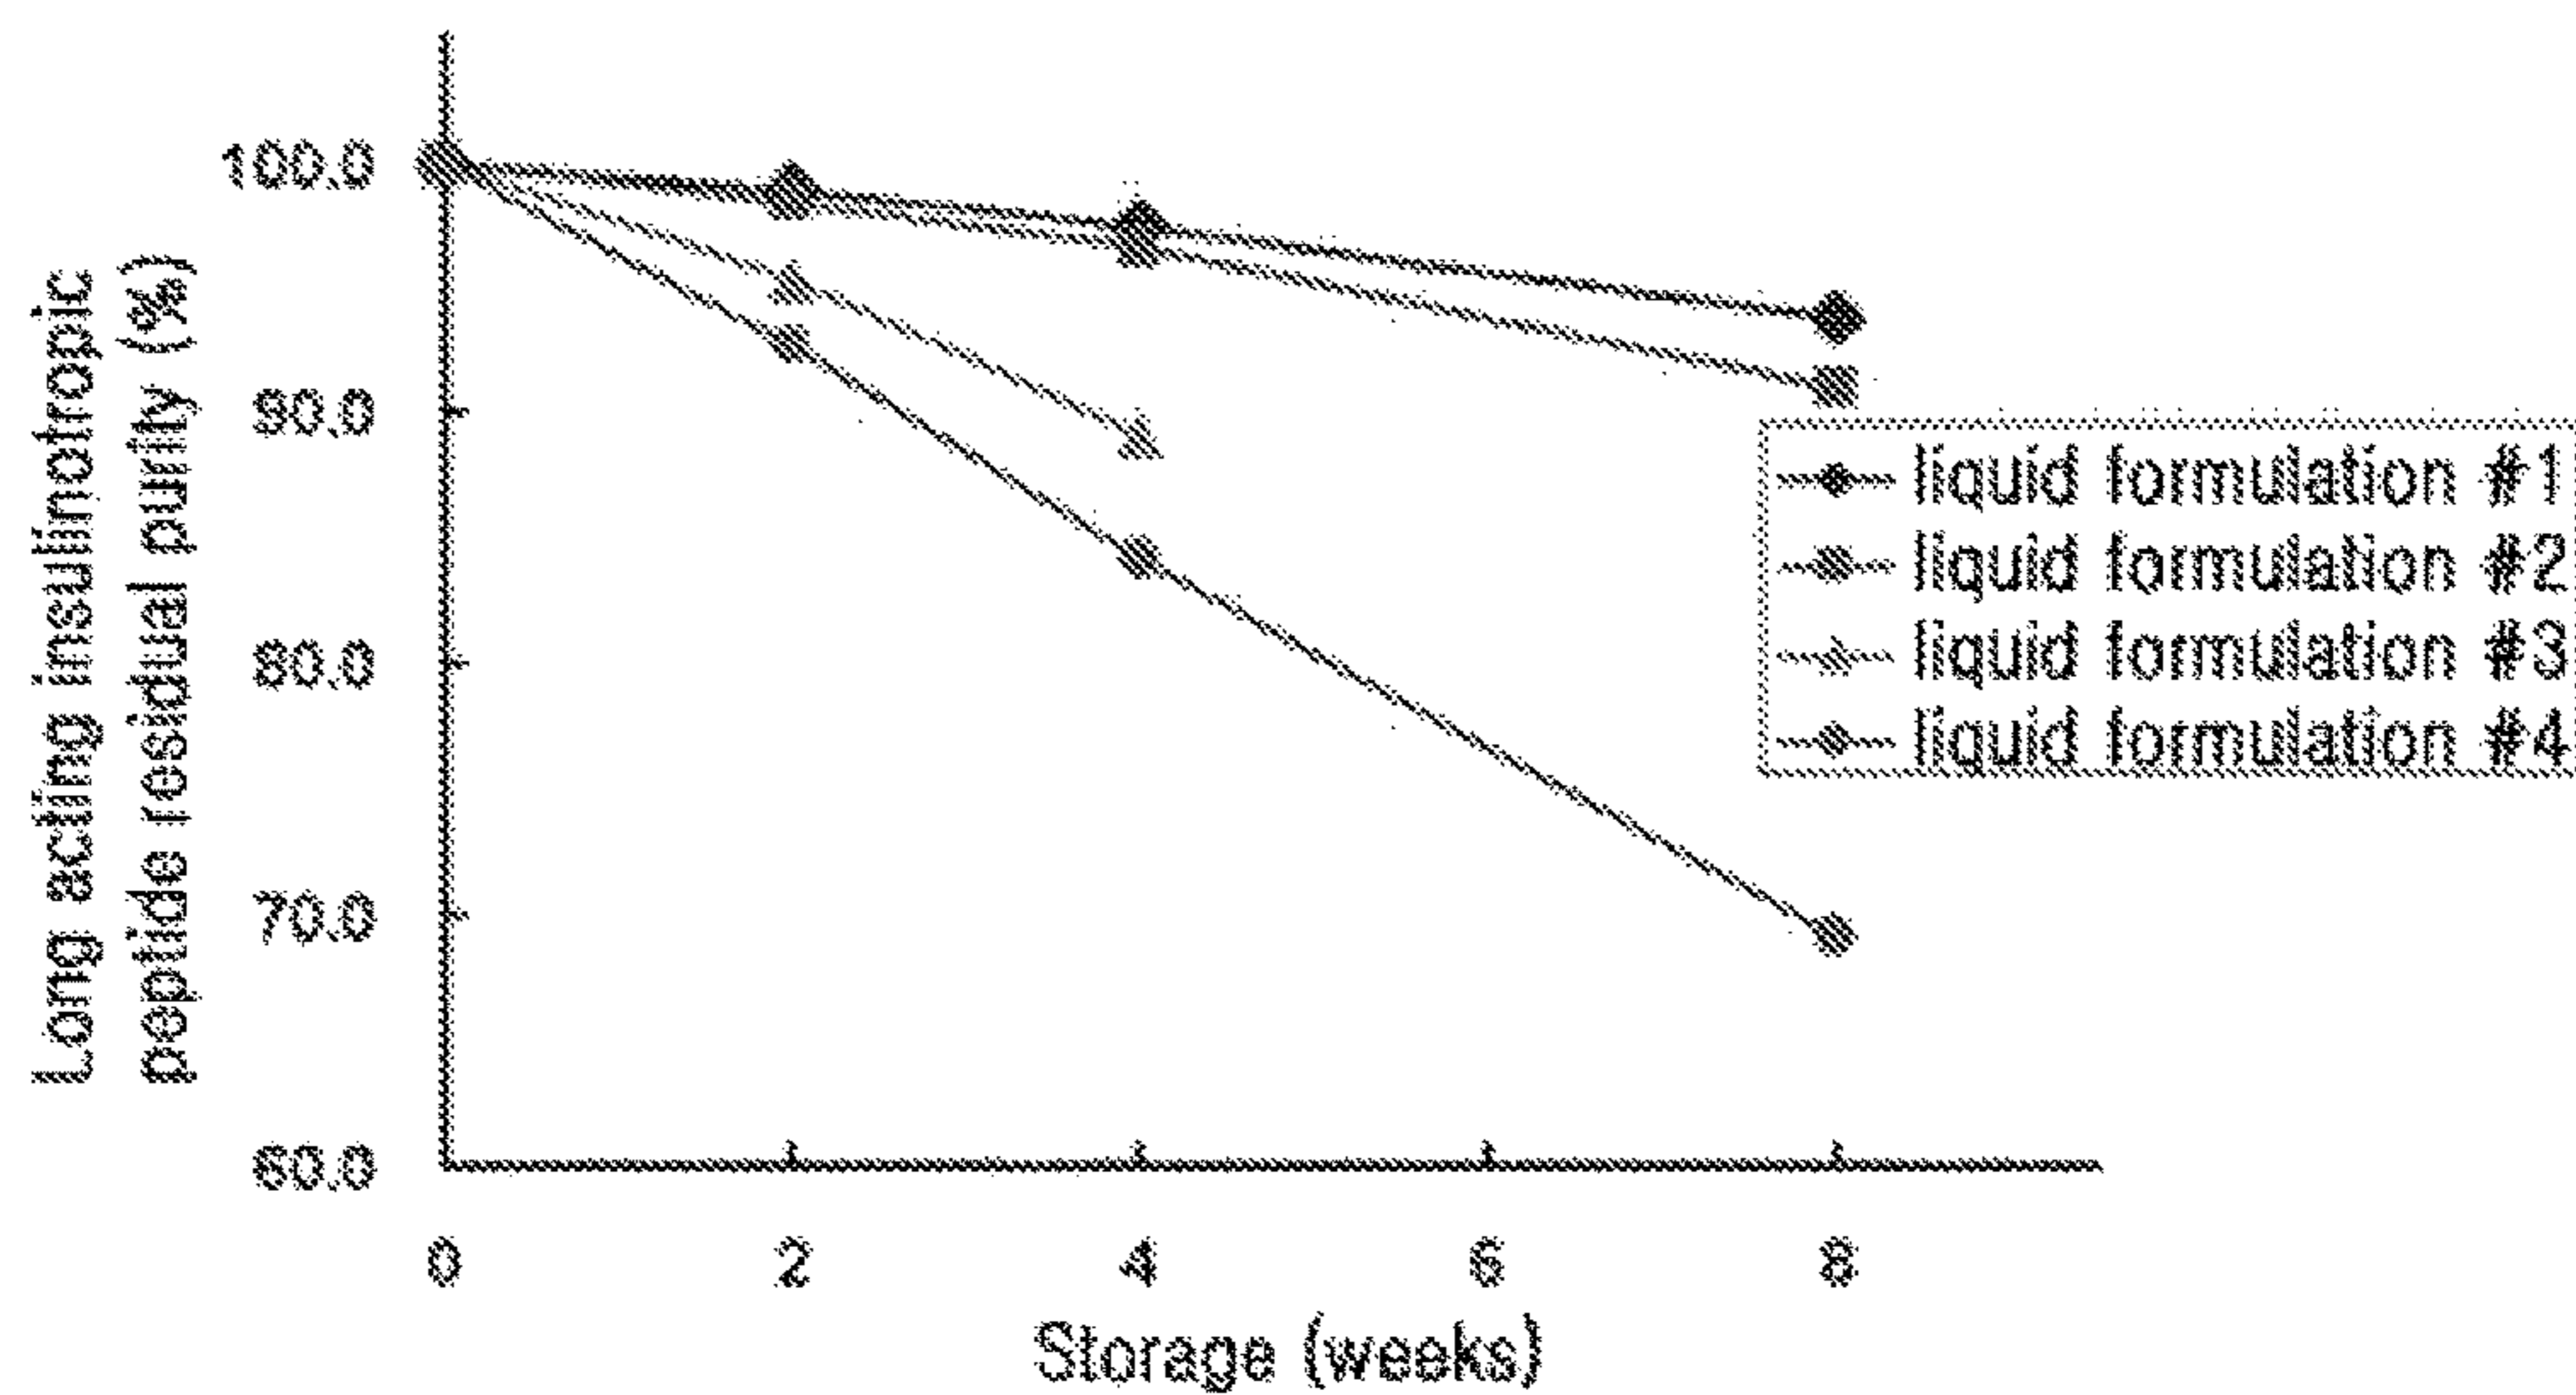 Long acting insulinotropic
peptide residual purity (%)
100.0
90.0
80.0
70.0
60.0
0 2 4 6 8
Storage (weeks)
liquid formulation #1
liquid formulation #2
liquid formulation #3
liquid formulation #4